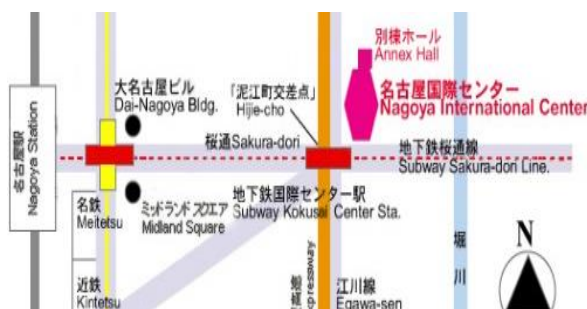 別棟ホール
Annex Hall
大名古屋ビル
Dai-Nagoya Bldg.
「泥江町交差点」
Hijie-cho
名古屋国際センター
Nagoya International Center
名古屋駅
Nagoya Station
桜通Sakura-dori
地下鉄桜通線
Subway Sakura-dori Line.
名鉄
Meitetsu
ミッドランドスクエア
Midland Square
地下鉄国際センター駅
Subway Kokusai Center Sta.
堀川
N
近鉄
Kintetsu
xpressway
江川線
Egawa-sen